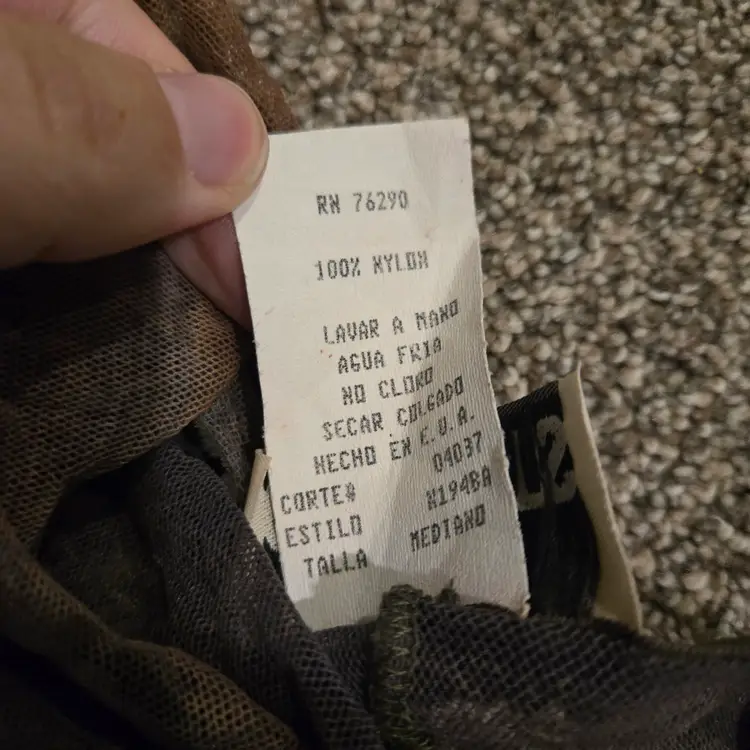 RN 76290
100% NYLON
LAVAR A MANO
AGUA FRIA
NO CLORO
SECAR COLGADO
HECHO EN E.U.A.
CORTE# 04037
ESTILO X194BA
TALLA MEDIANO